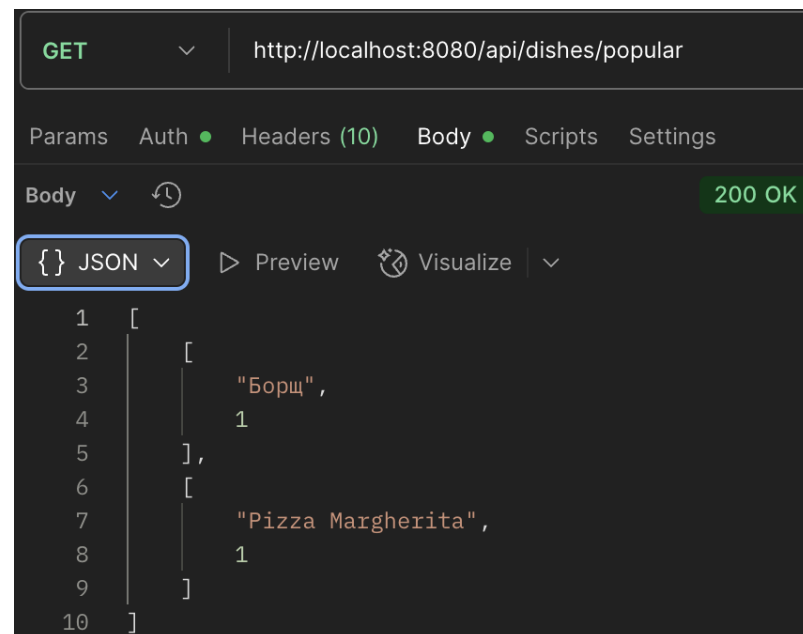 GET http://localhost:8080/api/dishes/popular
Params Auth Headers (10) Body Scripts Settings
Body 200 OK
{} JSON Preview Visualize
1 [
2 [
3 "Борщ",
4 1
5 ],
6 [
7 "Pizza Margherita",
8 1
9 ]
10 ]